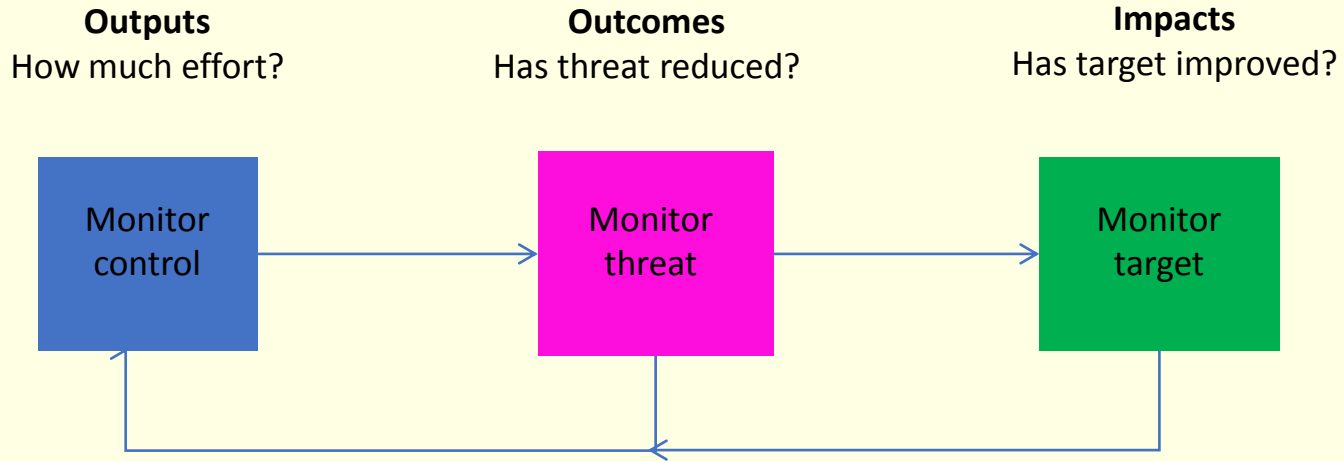 Outputs
How much effort?
Outcomes
Has threat reduced?
Impacts
Has target improved?
Monitor
control
Monitor
threat
Monitor
target